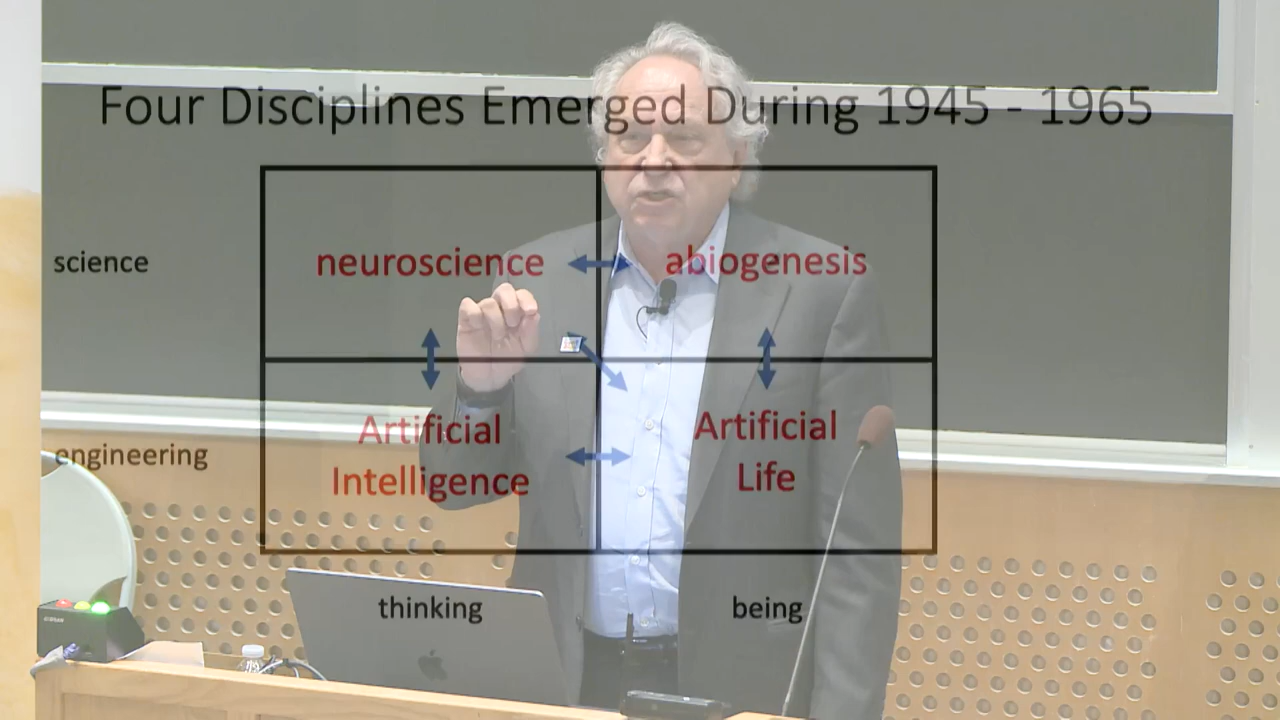 Four Disciplines Emerged During 1945 - 1965
science
neuroscience
abiogenesis
engineering
Artificial
Intelligence
Artificial
Life
thinking
being